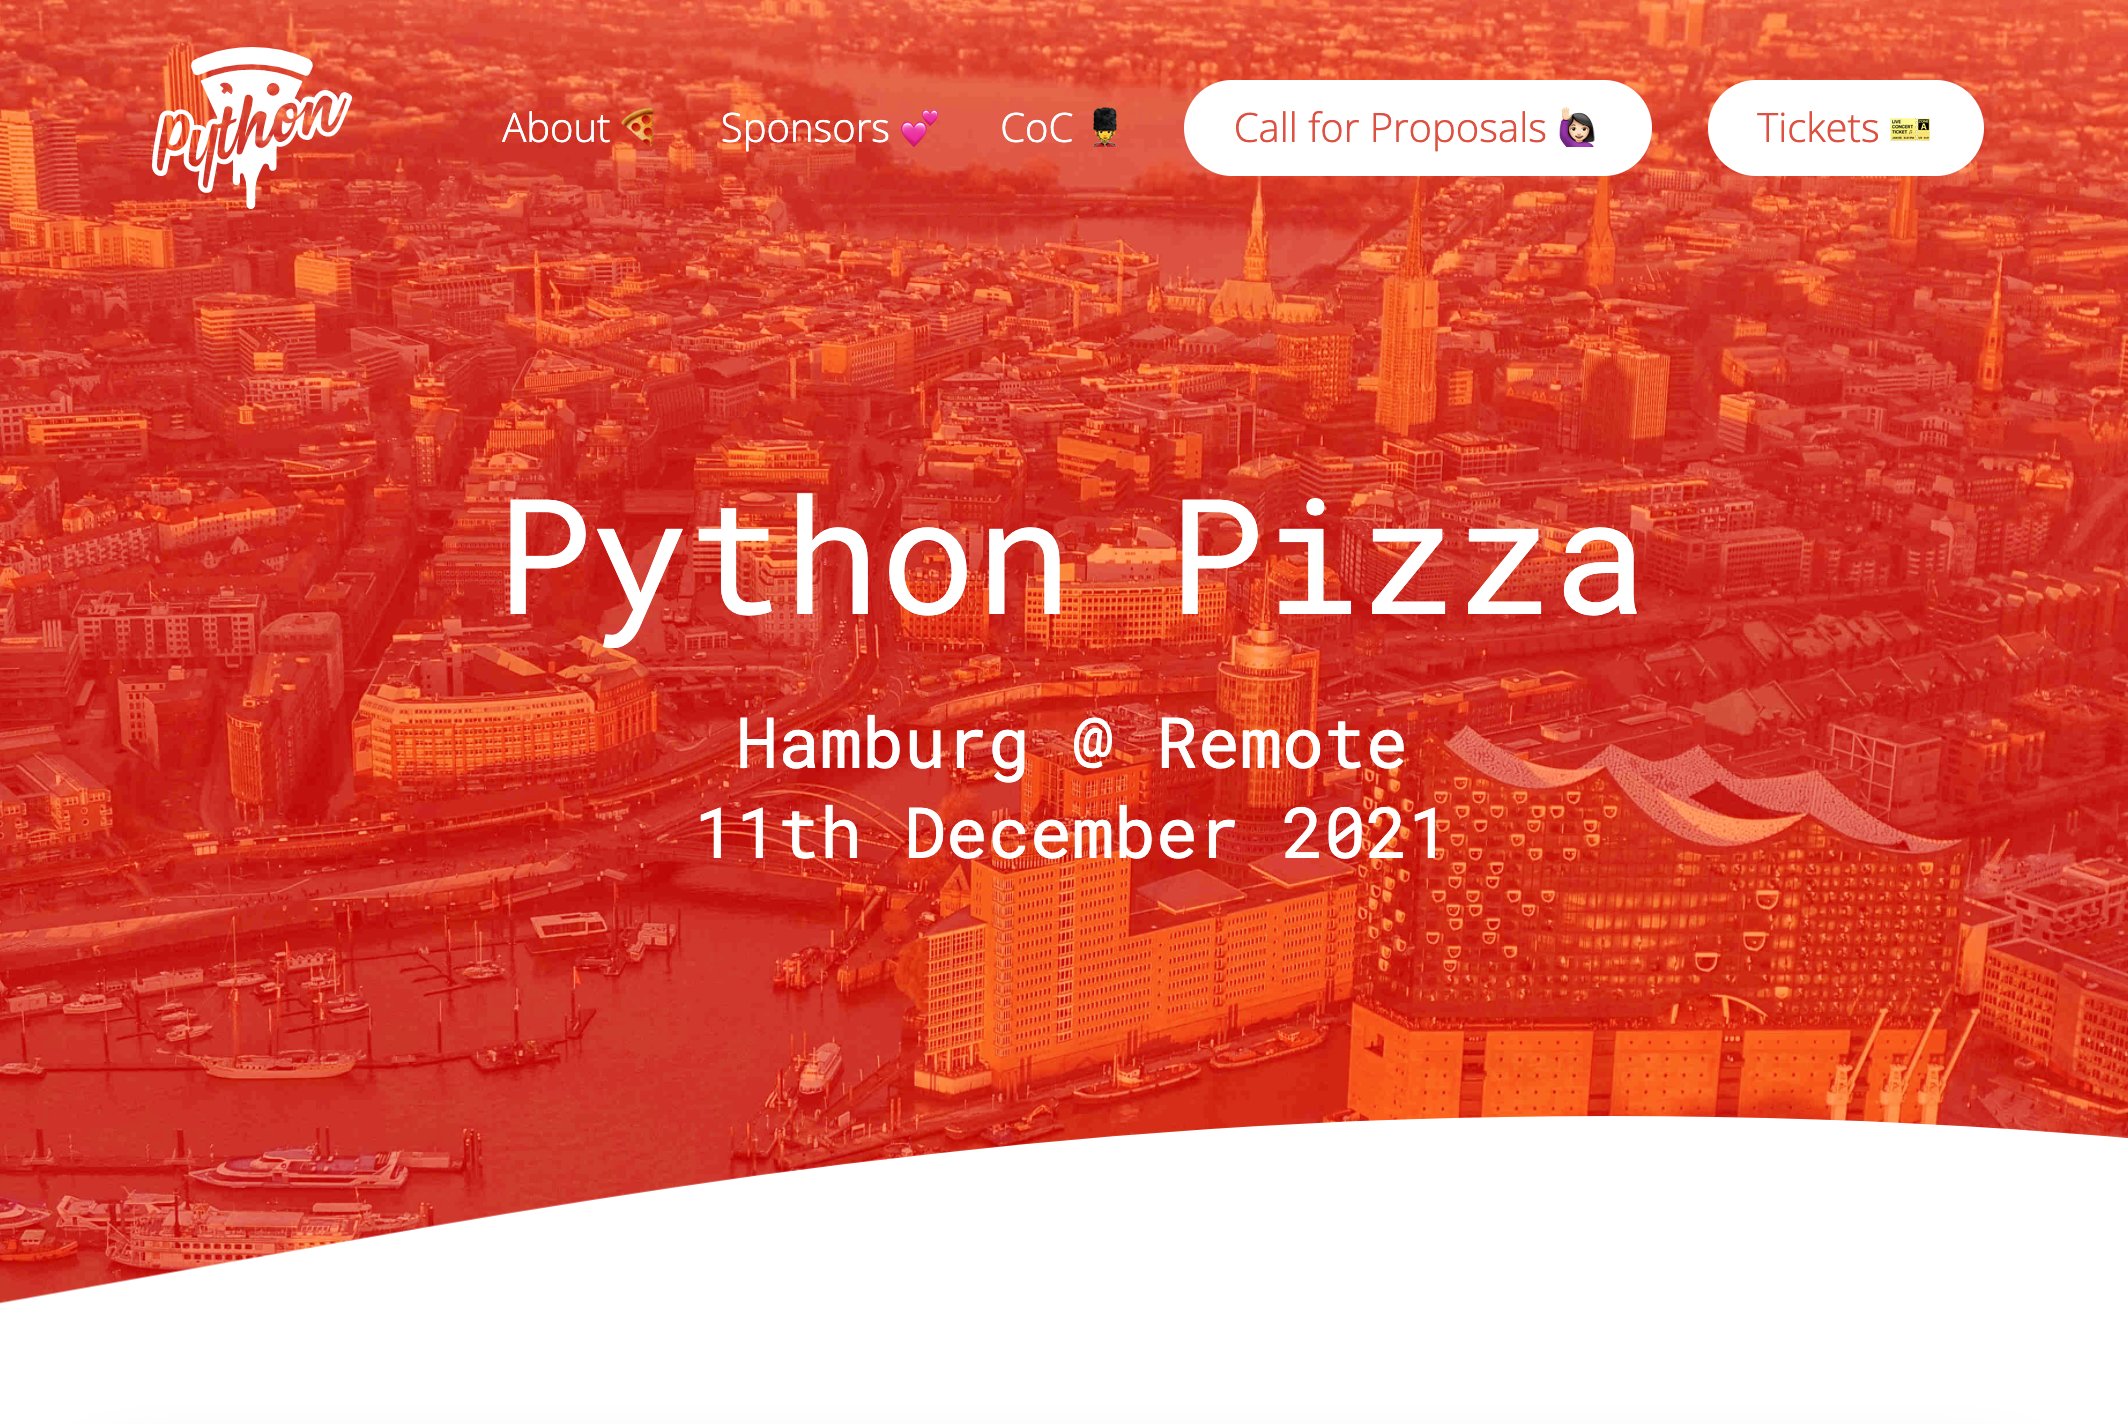 Python
About 🍕
Sponsors 💕
CoC 💂
Call for Proposals 🙋🏻‍♀️
Tickets 🎫
Python Pizza
Hamburg @ Remote
11th December 2021